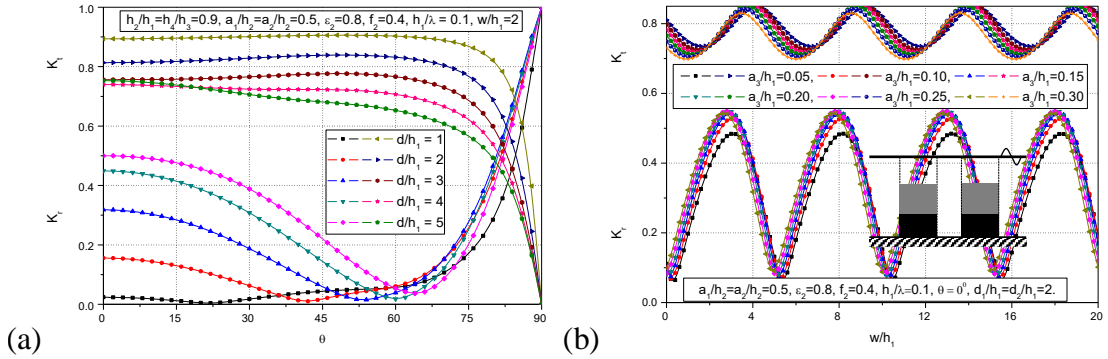 h₂/h₁=h₄/h₃=0.9, a₁/h₂=a₂/h₂=0.5, ε₂=0.8, f₂=0.4, h₁/λ = 0.1, w/h₁=2
Kₜ
Kᵣ
1.0
0.8
0.6
0.4
0.2
0.0
d/h₁ = 1
d/h₁ = 2
d/h₁ = 3
d/h₁ = 4
d/h₁ = 5
0 15 30 45 60 75 90
θ
(a)
Kₜ
Kᵣ
0.8
0.6
0.4
0.2
0.0
a₃/h₁=0.05, a₃/h₁=0.10, a₃/h₁=0.15
a₃/h₁=0.20, a₃/h₁=0.25, a₃/h₁=0.30
a₁/h₂=a₂/h₂=0.5, ε₂=0.8, f₂=0.4, h₁/λ=0.1, θ=0⁰, d₁/h₁=d₂/h₁=2.
0 4 8 12 16 20
w/h₁
(b)